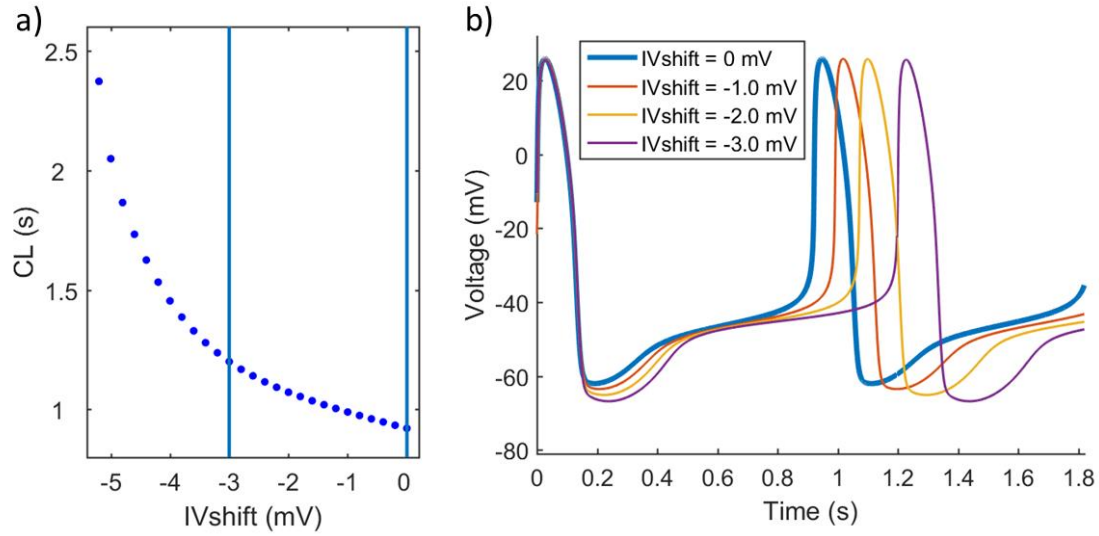 a)
2.5
2
1.5
1
CL (s)
-5 -4 -3 -2 -1 0
IVshift (mV)
b)
IVshift = 0 mV
IVshift = -1.0 mV
IVshift = -2.0 mV
IVshift = -3.0 mV
20
0
-20
-40
-60
-80
Voltage (mV)
0 0.2 0.4 0.6 0.8 1 1.2 1.4 1.6 1.8
Time (s)